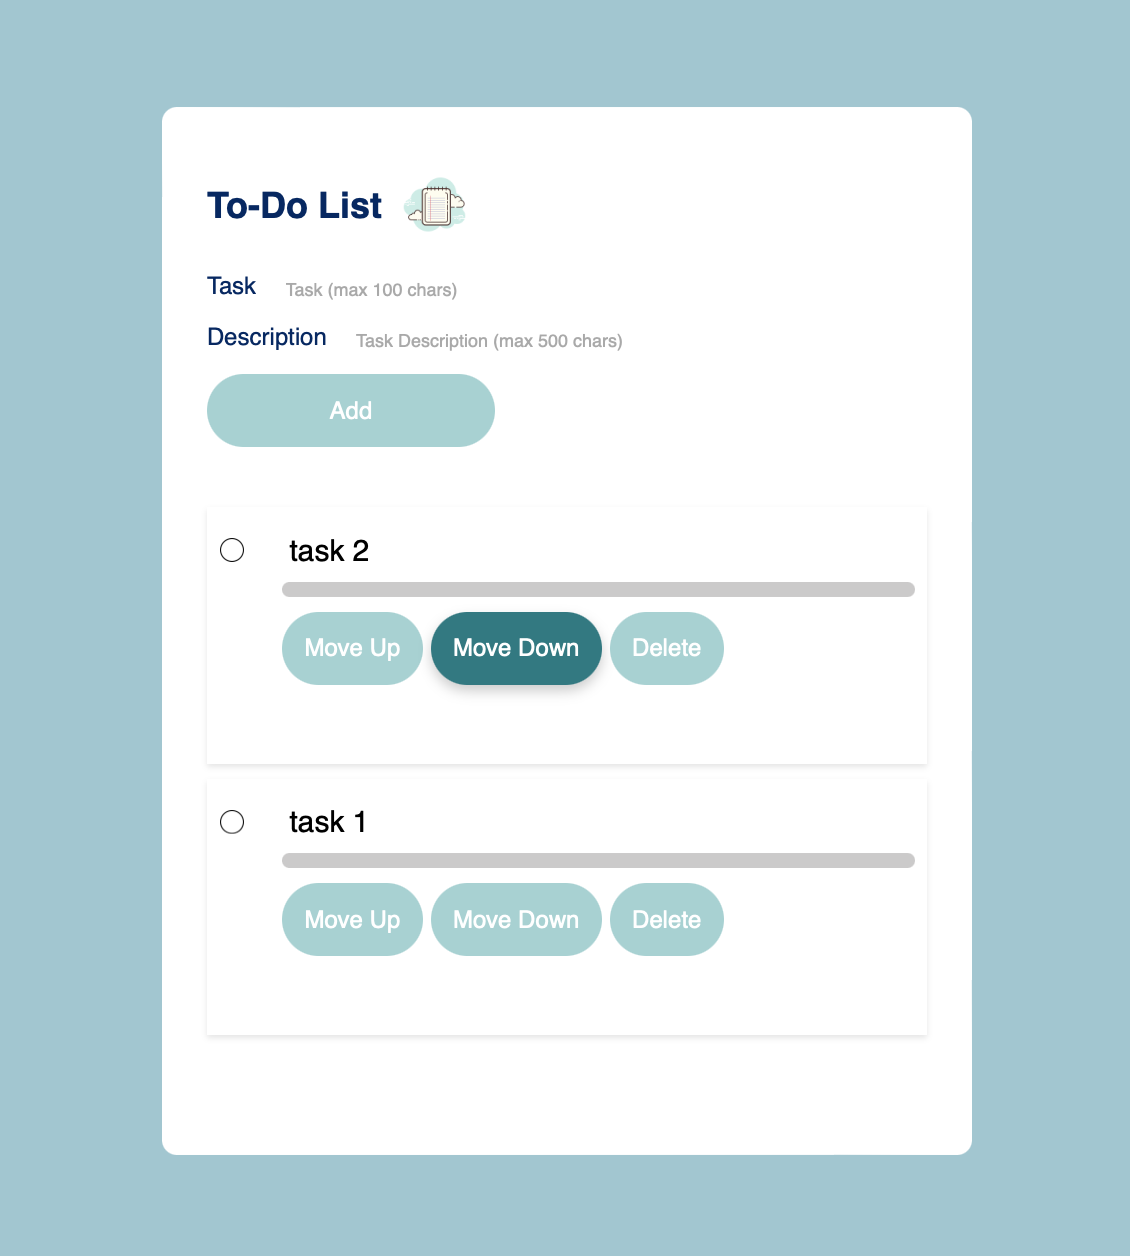 To-Do List
Task Task (max 100 chars)
Description Task Description (max 500 chars)
Add
task 2
Move Up Move Down Delete
task 1
Move Up Move Down Delete